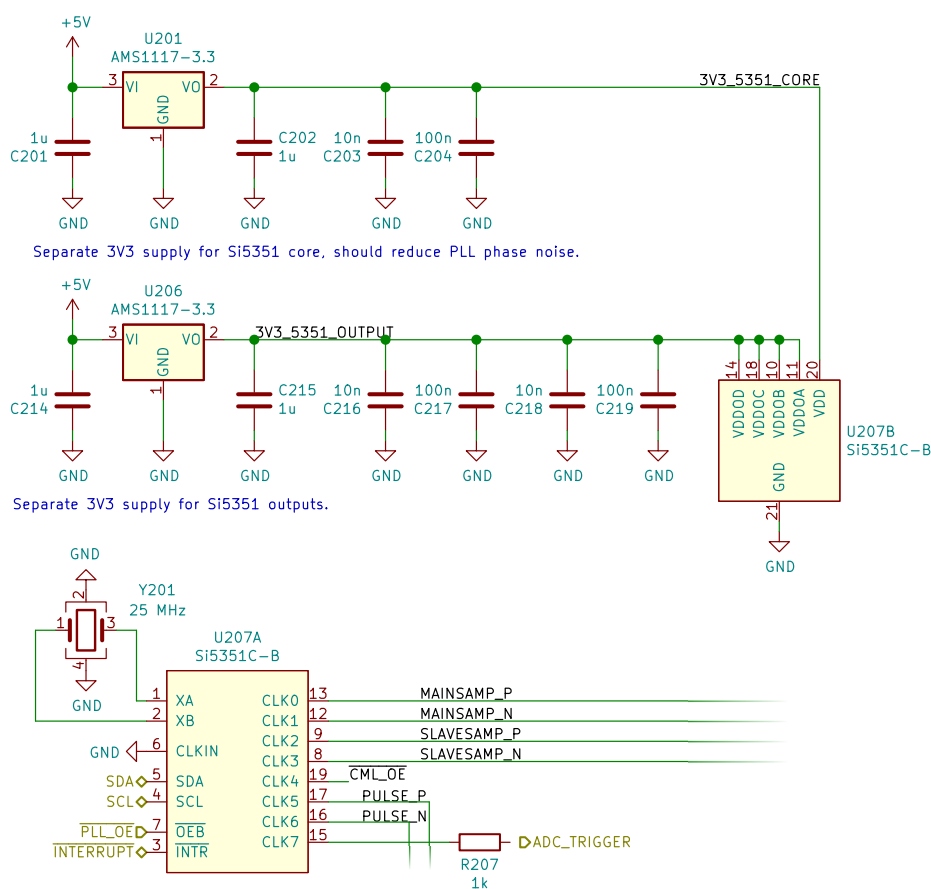 +5V
U201
AMS1117-3.3
3 VI VO 2
GND
1
3V3_5351_CORE
1u
C201
C202
1u
10n
C203
100n
C204
GND GND GND GND GND
Separate 3V3 supply for Si5351 core, should reduce PLL phase noise.
+5V
U206
AMS1117-3.3
3 VI VO 2
GND
1
3V3_5351_OUTPUT
1u
C214
C215
1u
10n
C216
100n
C217
10n
C218
100n
C219
GND GND GND GND GND GND GND
14 18 10 11 20
VDDOD VDDOC VDDOB VDDOA VDD
GND
21
U207B
Si5351C-B
GND
Separate 3V3 supply for Si5351 outputs.
GND
2
Y201
25 MHz
1 3
4
GND
U207A
Si5351C-B
1 XA CLK0 13 MAINSAMP_P
2 XB CLK1 12 MAINSAMP_N
CLK2 9 SLAVESAMP_P
GND 6 CLKIN CLK3 8 SLAVESAMP_N
SDA 5 SDA CLK4 19 CML_OE
SCL 4 SCL CLK5 17 PULSE_P
CLK6 16 PULSE_N
PLL_OE 7 OEB CLK7 15
INTERRUPT 3 INTR
R207
1k
ADC_TRIGGER